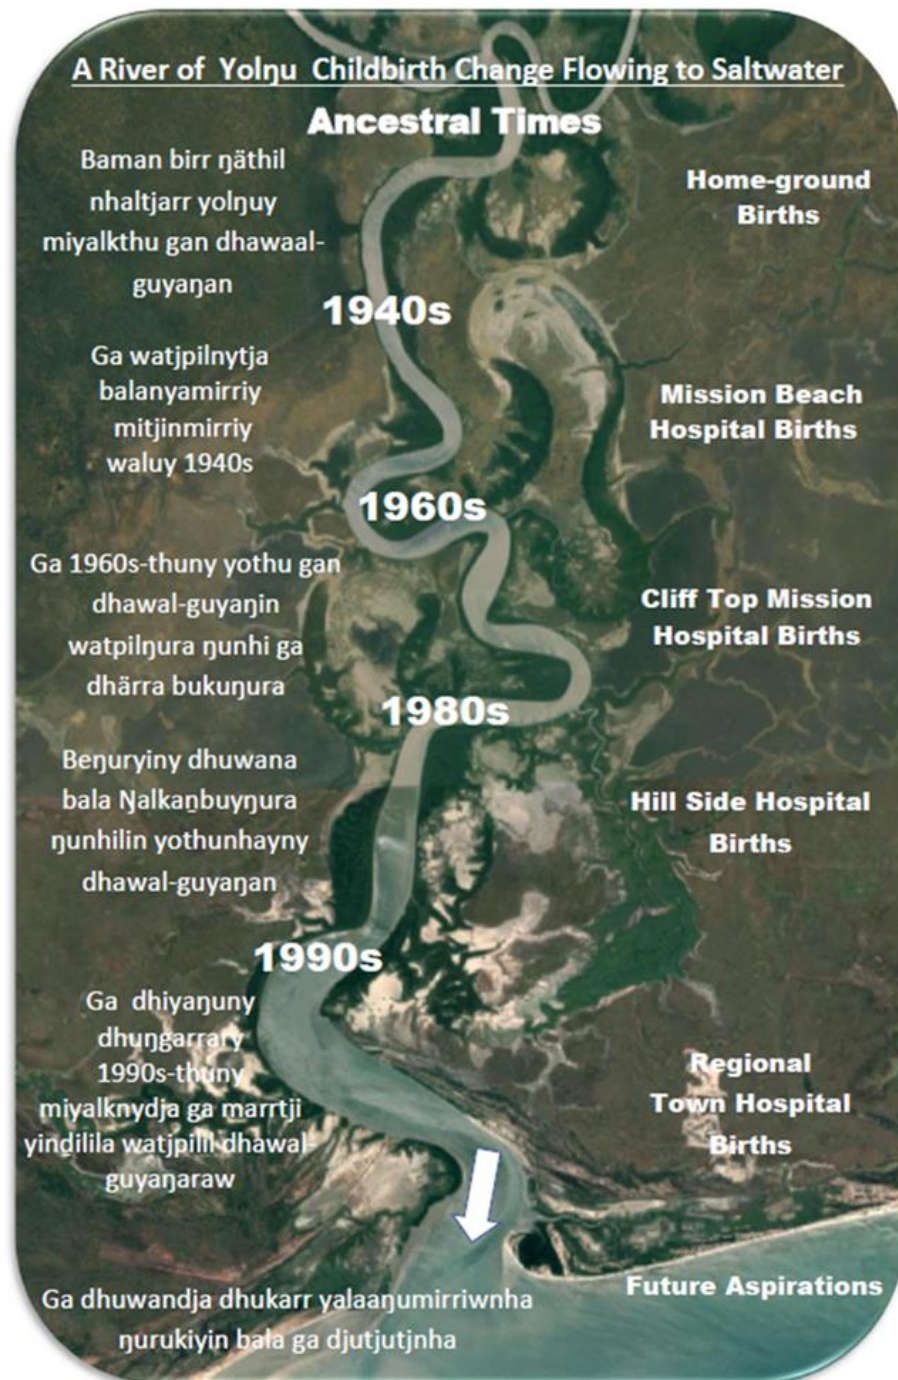 A River of Yolŋu Childbirth Change Flowing to Saltwater
Ancestral Times
Baman birr ŋäthil
nhaltjarr yolŋuy
miyalkthu gan dhawaal-
guyaŋan
Home-ground
Births
1940s
Ga watjpilnytja
balanyamirriy
mitjinmirriy
waluy 1940s
Mission Beach
Hospital Births
1960s
Ga 1960s-thuny yothu gan
dhawal-guyaŋin
watpilŋura ŋunhi ga
dhärra bukuŋura
Cliff Top Mission
Hospital Births
1980s
Beŋuryiny dhuwana
bala Ŋalkaṉbuyŋura
ŋunhilin yothunhayny
dhawal-guyaŋan
Hill Side Hospital
Births
1990s
Ga dhiyaŋuny
dhuŋgarrary
1990s-thuny
miyalknydja ga marrtji
yindilila watjpilil dhawal-
guyaŋaraw
Regional
Town Hospital
Births
Ga dhuwandja dhukarr yalaaŋumirriwnha
ŋurukiyin bala ga djutjutjnha
Future Aspirations